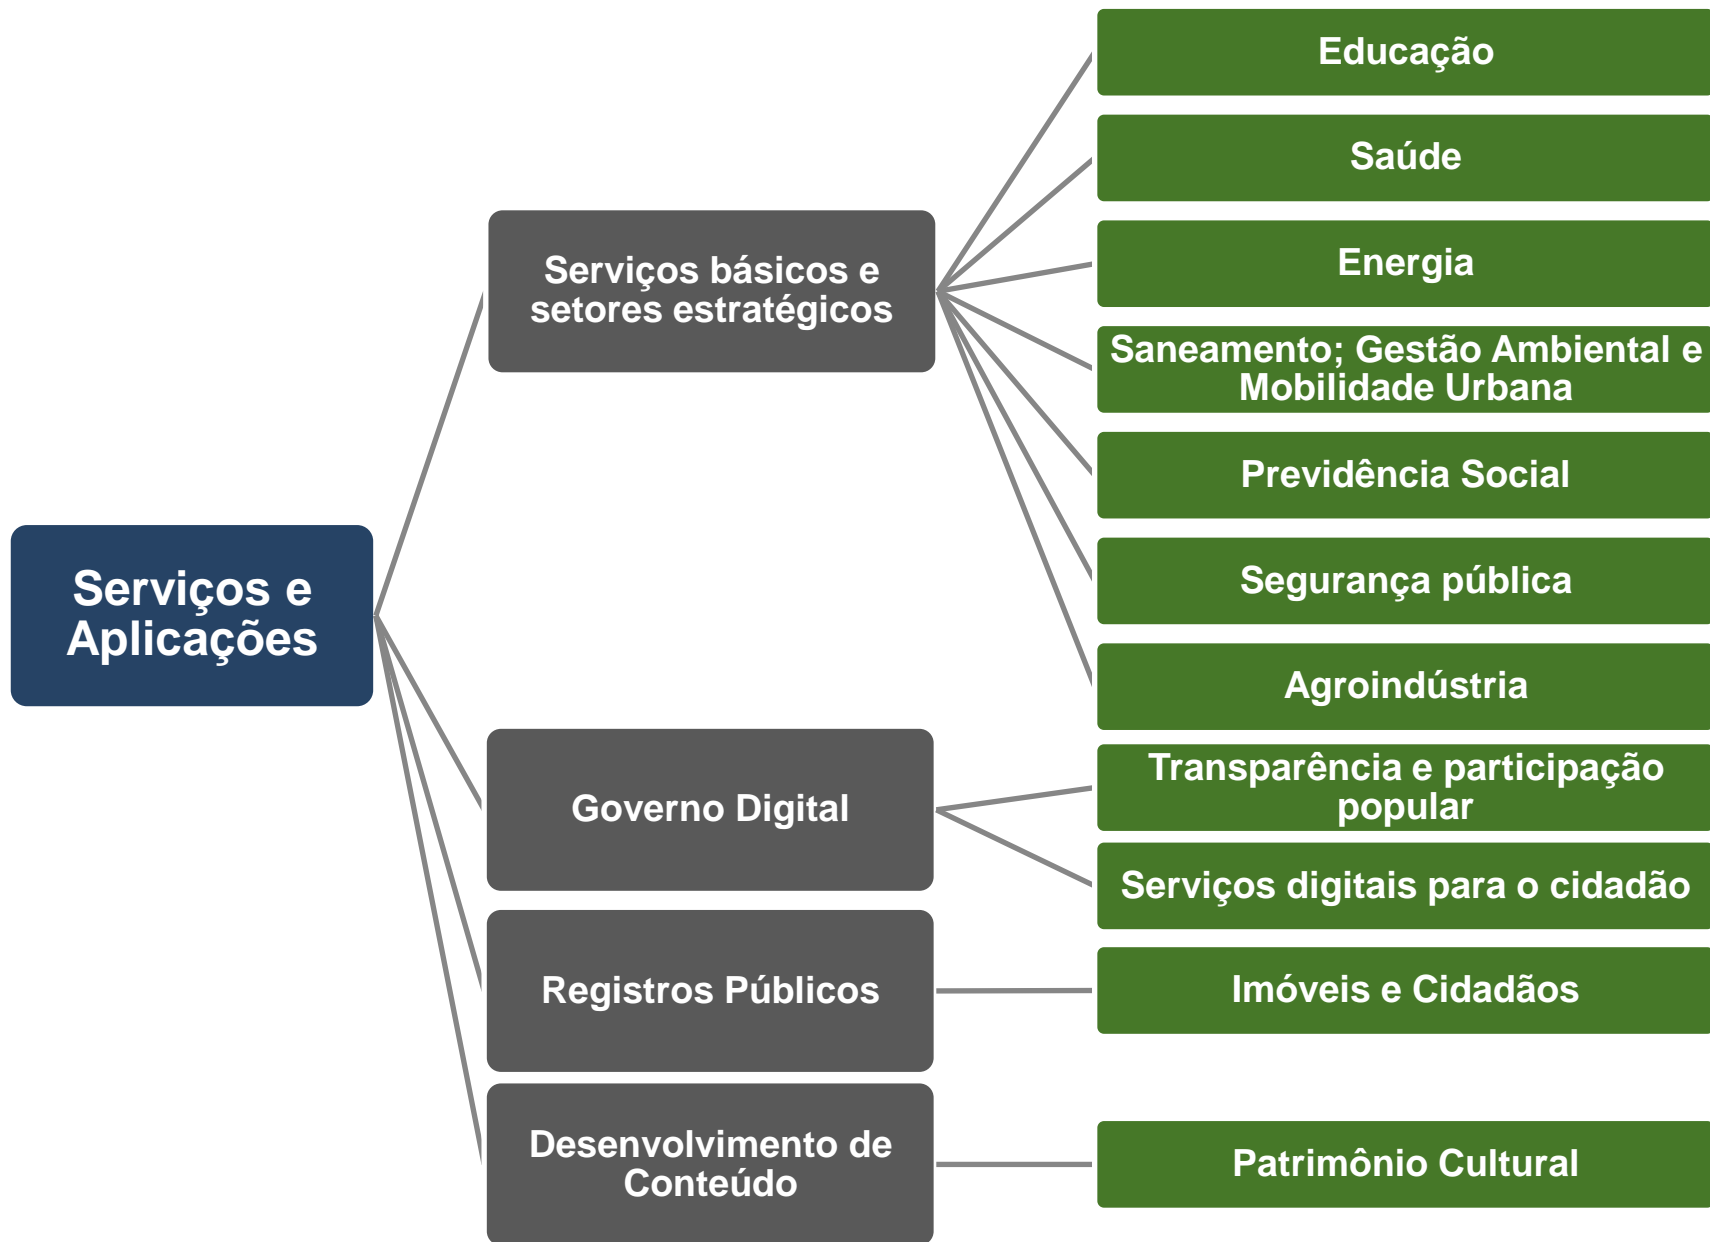 Serviços e
Aplicações
Serviços básicos e
setores estratégicos
Educação
Saúde
Energia
Saneamento; Gestão Ambiental e
Mobilidade Urbana
Previdência Social
Segurança pública
Agroindústria
Governo Digital
Transparência e participação
popular
Serviços digitais para o cidadão
Registros Públicos
Imóveis e Cidadãos
Desenvolvimento de
Conteúdo
Patrimônio Cultural